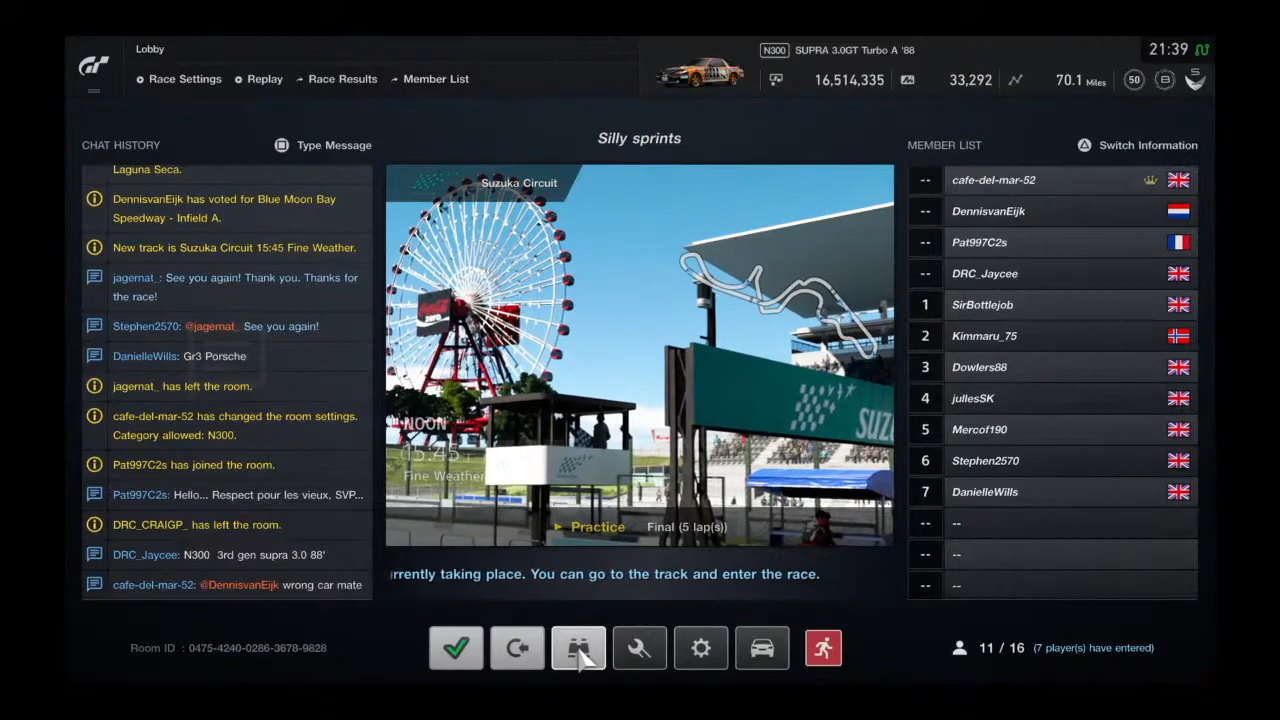 Lobby
N300 SUPRA 3.0GT Turbo A '88
21:39
Race Settings Replay Race Results Member List
16,514,335 33,292 70.1 Miles 50 B S
CHAT HISTORY Type Message
Silly sprints
MEMBER LIST Switch Information
Laguna Seca.
DennisvanEijk has voted for Blue Moon Bay
Speedway - Infield A.
New track is Suzuka Circuit 15:45 Fine Weather.
jagernat_: See you again! Thank you. Thanks for
the race!
Stephen2570: @jagernat_ See you again!
DanielleWills: Gr3 Porsche
jagernat_ has left the room.
cafe-del-mar-52 has changed the room settings.
Category allowed: N300.
Pat997C2s has joined the room.
Pat997C2s: Hello... Respect pour les vieux, SVP...
DRC_CRAIGP_ has left the room.
DRC_Jaycee: N300 3rd gen supra 3.0 88'
cafe-del-mar-52: @DennisvanEijk wrong car mate
Suzuka Circuit
Coca-Cola
ZERO
SUZ
NOON
15:45
Fine Weather
Practice Final (5 lap(s))
urrently taking place. You can go to the track and enter the race.
-- cafe-del-mar-52
-- DennisvanEijk
-- Pat997C2s
-- DRC_Jaycee
1 SirBottlejob
2 Kimmaru_75
3 Dowlers88
4 jullesSK
5 Mercof190
6 Stephen2570
7 DanielleWills
-- --
-- --
-- --
Room ID : 0475-4240-0286-3678-9828
11 / 16 (7 player(s) have entered)